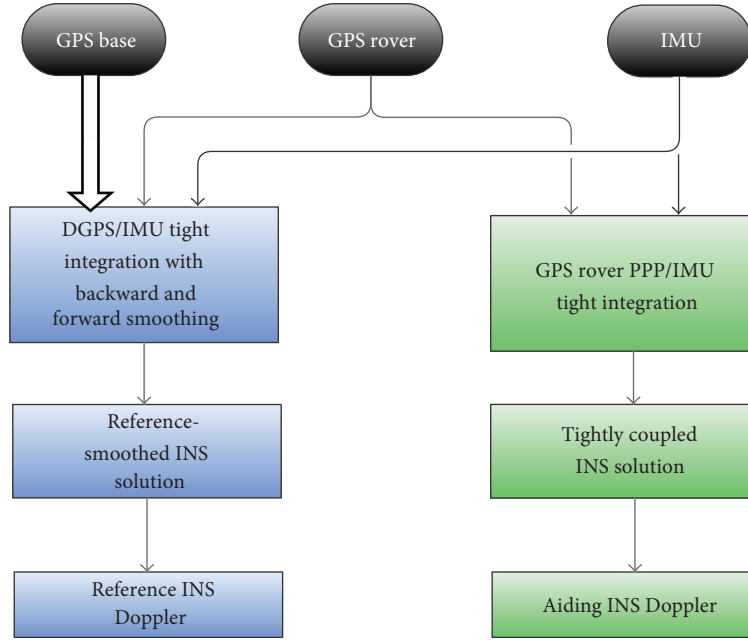 GPS base
GPS rover
IMU
DGPS/IMU tight
integration with
backward and
forward smoothing
GPS rover PPP/IMU
tight integration
Reference-
smoothed INS
solution
Tightly coupled
INS solution
Reference INS
Doppler
Aiding INS Doppler